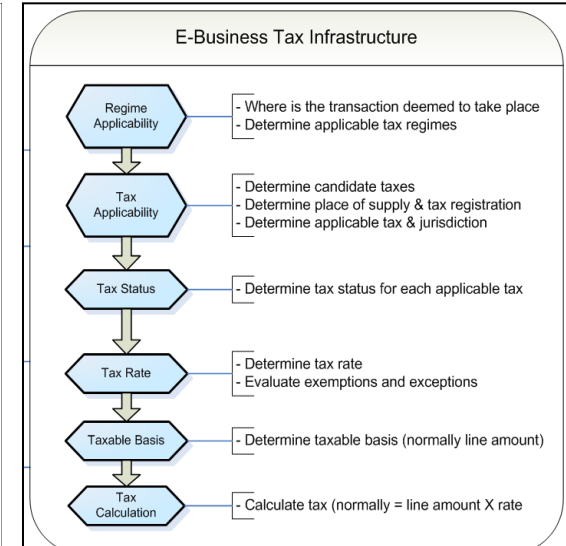 E-Business Tax Infrastructure
Regime
Applicability
- Where is the transaction deemed to take place
- Determine applicable tax regimes
Tax
Applicability
- Determine candidate taxes
- Determine place of supply & tax registration
- Determine applicable tax & jurisdiction
Tax Status
- Determine tax status for each applicable tax
Tax Rate
- Determine tax rate
- Evaluate exemptions and exceptions
Taxable Basis
- Determine taxable basis (normally line amount)
Tax
Calculation
- Calculate tax (normally = line amount X rate